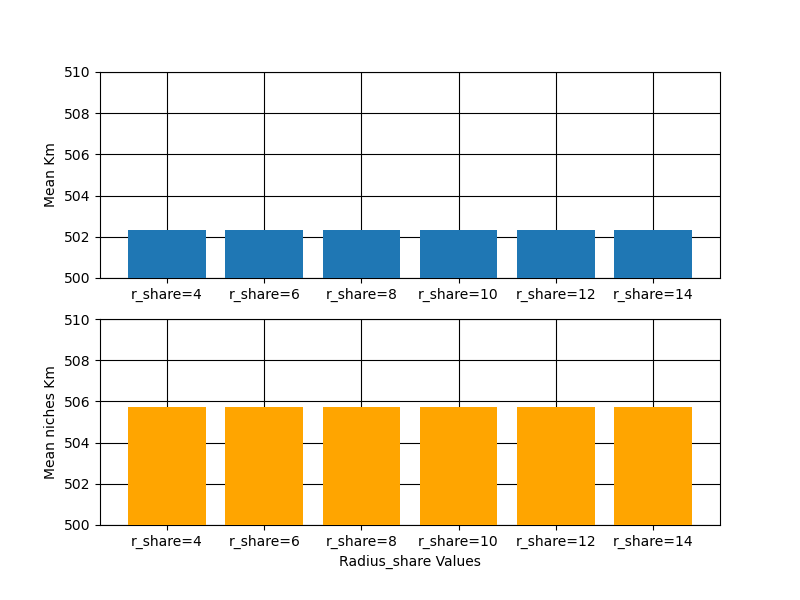 510
508
506
504
502
500
Mean Km
r_share=4 r_share=6 r_share=8 r_share=10 r_share=12 r_share=14
510
508
506
504
502
500
Mean niches Km
r_share=4 r_share=6 r_share=8 r_share=10 r_share=12 r_share=14
Radius_share Values